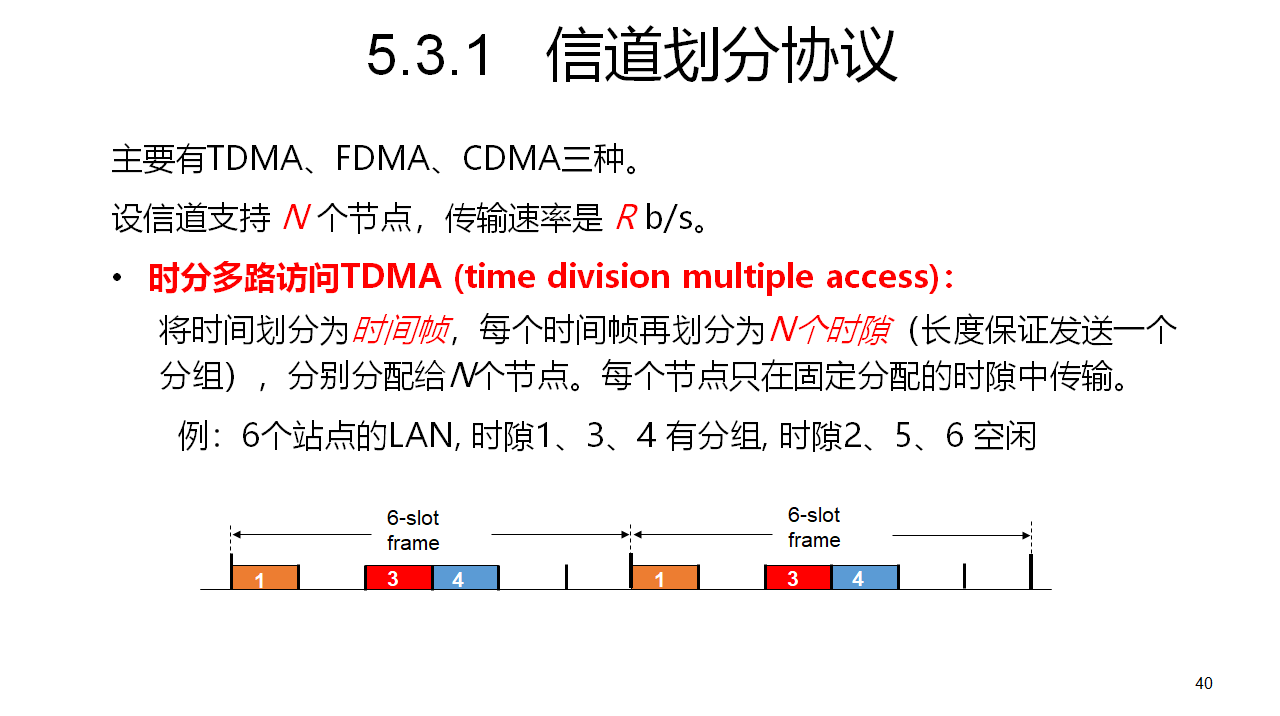 5.3.1 信道划分协议
主要有TDMA、FDMA、CDMA三种。
设信道支持 N 个节点，传输速率是 R b/s。
• 时分多路访问TDMA (time division multiple access)：
将时间划分为时间帧，每个时间帧再划分为N个时隙（长度保证发送一个
分组），分别分配给N个节点。每个节点只在固定分配的时隙中传输。
例：6个站点的LAN, 时隙1、3、4 有分组, 时隙2、5、6 空闲
6-slot
frame
6-slot
frame
1 3 4 1 3 4
40